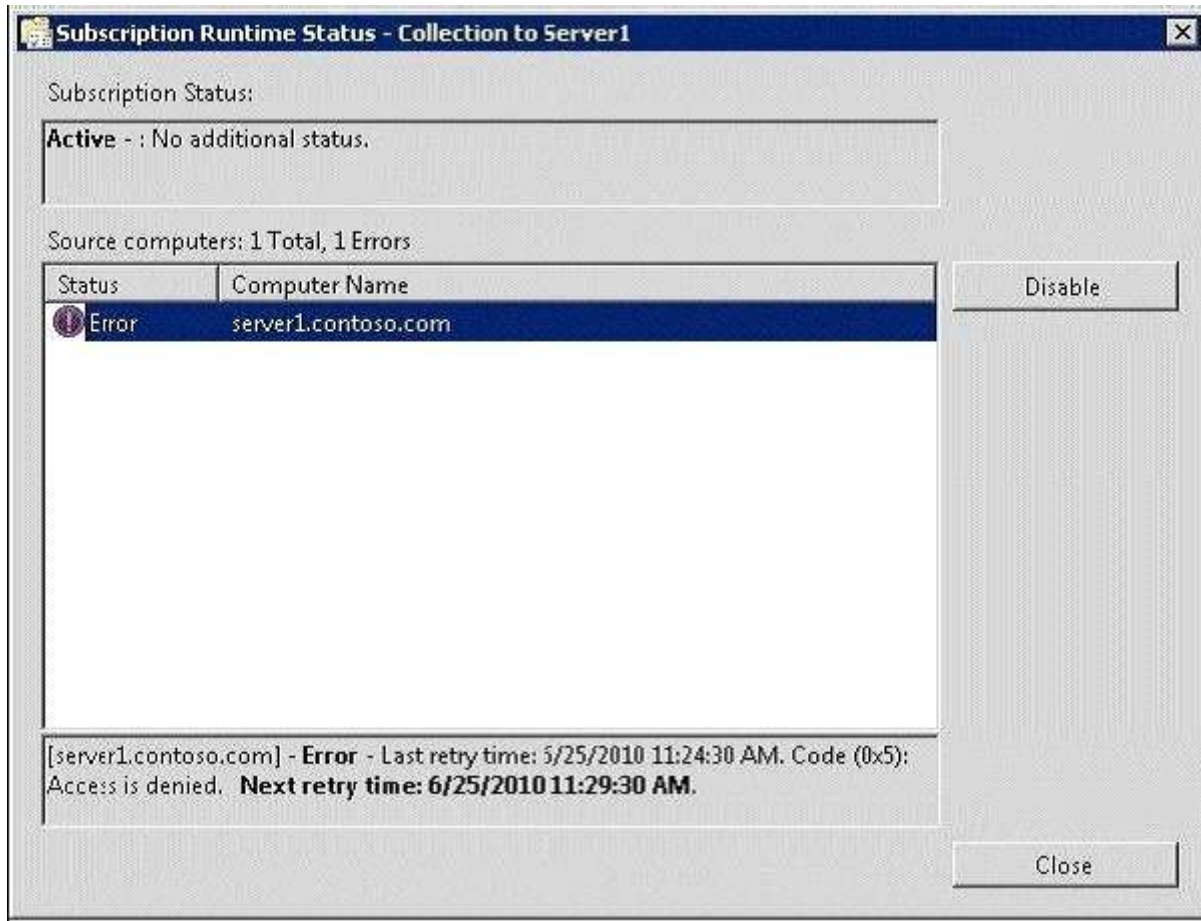 Subscription Runtime Status - Collection to Server1
Subscription Status:
Active - : No additional status.
Source computers: 1 Total, 1 Errors
Status Computer Name
Disable
Error server1.contoso.com
[server1.contoso.com] - Error - Last retry time: 5/25/2010 11:24:30 AM. Code (0x5):
Access is denied. Next retry time: 6/25/2010 11:29:30 AM.
Close